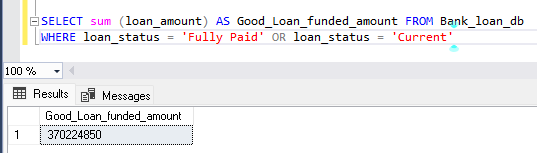 SELECT sum (loan_amount) AS Good_Loan_funded_amount FROM Bank_loan_db
WHERE loan_status = 'Fully Paid' OR loan_status = 'Current'
100 %
Results Messages
Good_Loan_funded_amount
1 370224850